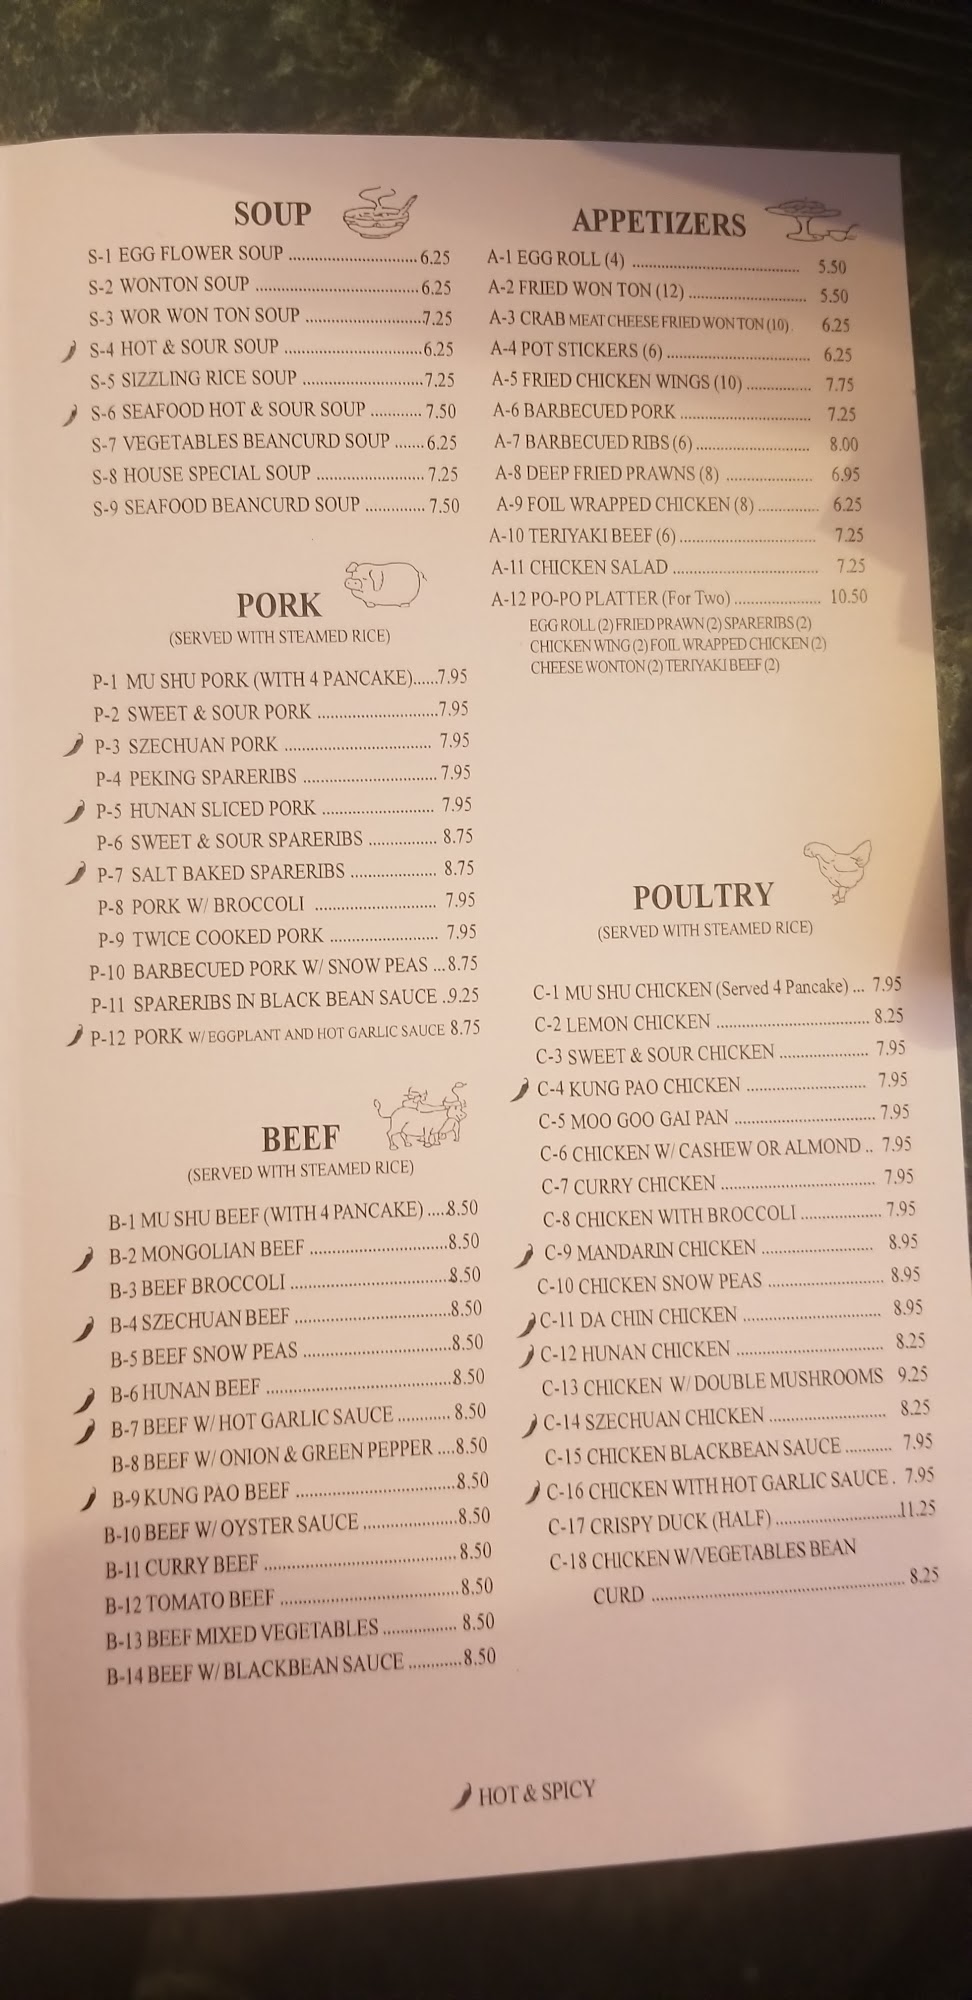 SOUP
S-1 EGG FLOWER SOUP ............................. 6.25
S-2 WONTON SOUP ..................................... 6.25
S-3 WOR WON TON SOUP ..........................7.25
S-4 HOT & SOUR SOUP ...............................6.25
S-5 SIZZLING RICE SOUP ...........................7.25
S-6 SEAFOOD HOT & SOUR SOUP ............ 7.50
S-7 VEGETABLES BEANCURD SOUP .......6.25
S-8 HOUSE SPECIAL SOUP ........................ 7.25
S-9 SEAFOOD BEANCURD SOUP ............. 7.50
PORK
(SERVED WITH STEAMED RICE)
P-1 MU SHU PORK (WITH 4 PANCAKE).....7.95
P-2 SWEET & SOUR PORK ...........................7.95
P-3 SZECHUAN PORK ................................. 7.95
P-4 PEKING SPARERIBS .............................. 7.95
P-5 HUNAN SLICED PORK ......................... 7.95
P-6 SWEET & SOUR SPARERIBS ................ 8.75
P-7 SALT BAKED SPARERIBS .................... 8.75
P-8 PORK W/ BROCCOLI ............................ 7.95
P-9 TWICE COOKED PORK ........................ 7.95
P-10 BARBECUED PORK W/ SNOW PEAS ...8.75
P-11 SPARERIBS IN BLACK BEAN SAUCE .9.25
P-12 PORK W/ EGGPLANT AND HOT GARLIC SAUCE 8.75
BEEF
(SERVED WITH STEAMED RICE)
B-1 MU SHU BEEF (WITH 4 PANCAKE) ....8.50
B-2 MONGOLIAN BEEF ...............................8.50
B-3 BEEF BROCCOLI ....................................8.50
B-4 SZECHUAN BEEF ...................................8.50
B-5 BEEF SNOW PEAS .................................8.50
B-6 HUNAN BEEF ..........................................8.50
B-7 BEEF W/ HOT GARLIC SAUCE ............ 8.50
B-8 BEEF W/ ONION & GREEN PEPPER ....8.50
B-9 KUNG PAO BEEF ....................................8.50
B-10 BEEF W/ OYSTER SAUCE .....................8.50
B-11 CURRY BEEF ........................................... 8.50
B-12 TOMATO BEEF ........................................8.50
B-13 BEEF MIXED VEGETABLES ................. 8.50
B-14 BEEF W/ BLACKBEAN SAUCE ............8.50
APPETIZERS
A-1 EGG ROLL (4) ...................................... 5.50
A-2 FRIED WON TON (12) .......................... 5.50
A-3 CRAB MEAT CHEESE FRIED WON TON (10) . 6.25
A-4 POT STICKERS (6) ................................ 6.25
A-5 FRIED CHICKEN WINGS (10) ............... 7.75
A-6 BARBECUED PORK .............................. 7.25
A-7 BARBECUED RIBS (6) .......................... 8.00
A-8 DEEP FRIED PRAWNS (8) .................... 6.95
A-9 FOIL WRAPPED CHICKEN (8) .............. 6.25
A-10 TERIYAKI BEEF (6) ............................... 7.25
A-11 CHICKEN SALAD .................................. 7.25
A-12 PO-PO PLATTER (For Two) .................... 10.50
EGG ROLL (2) FRIED PRAWN (2) SPARERIBS (2)
CHICKEN WING (2) FOIL WRAPPED CHICKEN (2)
CHEESE WONTON (2) TERIYAKI BEEF (2)
POULTRY
(SERVED WITH STEAMED RICE)
C-1 MU SHU CHICKEN (Served 4 Pancake) ... 7.95
C-2 LEMON CHICKEN ................................... 8.25
C-3 SWEET & SOUR CHICKEN .................... 7.95
C-4 KUNG PAO CHICKEN ........................... 7.95
C-5 MOO GOO GAI PAN ................................ 7.95
C-6 CHICKEN W/ CASHEW OR ALMOND .. 7.95
C-7 CURRY CHICKEN ................................... 7.95
C-8 CHICKEN WITH BROCCOLI ................... 7.95
C-9 MANDARIN CHICKEN ......................... 8.95
C-10 CHICKEN SNOW PEAS .......................... 8.95
C-11 DA CHIN CHICKEN ............................... 8.95
C-12 HUNAN CHICKEN ................................. 8.25
C-13 CHICKEN W/ DOUBLE MUSHROOMS 9.25
C-14 SZECHUAN CHICKEN .......................... 8.25
C-15 CHICKEN BLACKBEAN SAUCE .......... 7.95
C-16 CHICKEN WITH HOT GARLIC SAUCE . 7.95
C-17 CRISPY DUCK (HALF) ............................11.25
C-18 CHICKEN W/VEGETABLES BEAN
CURD ......................................................... 8.25
HOT & SPICY